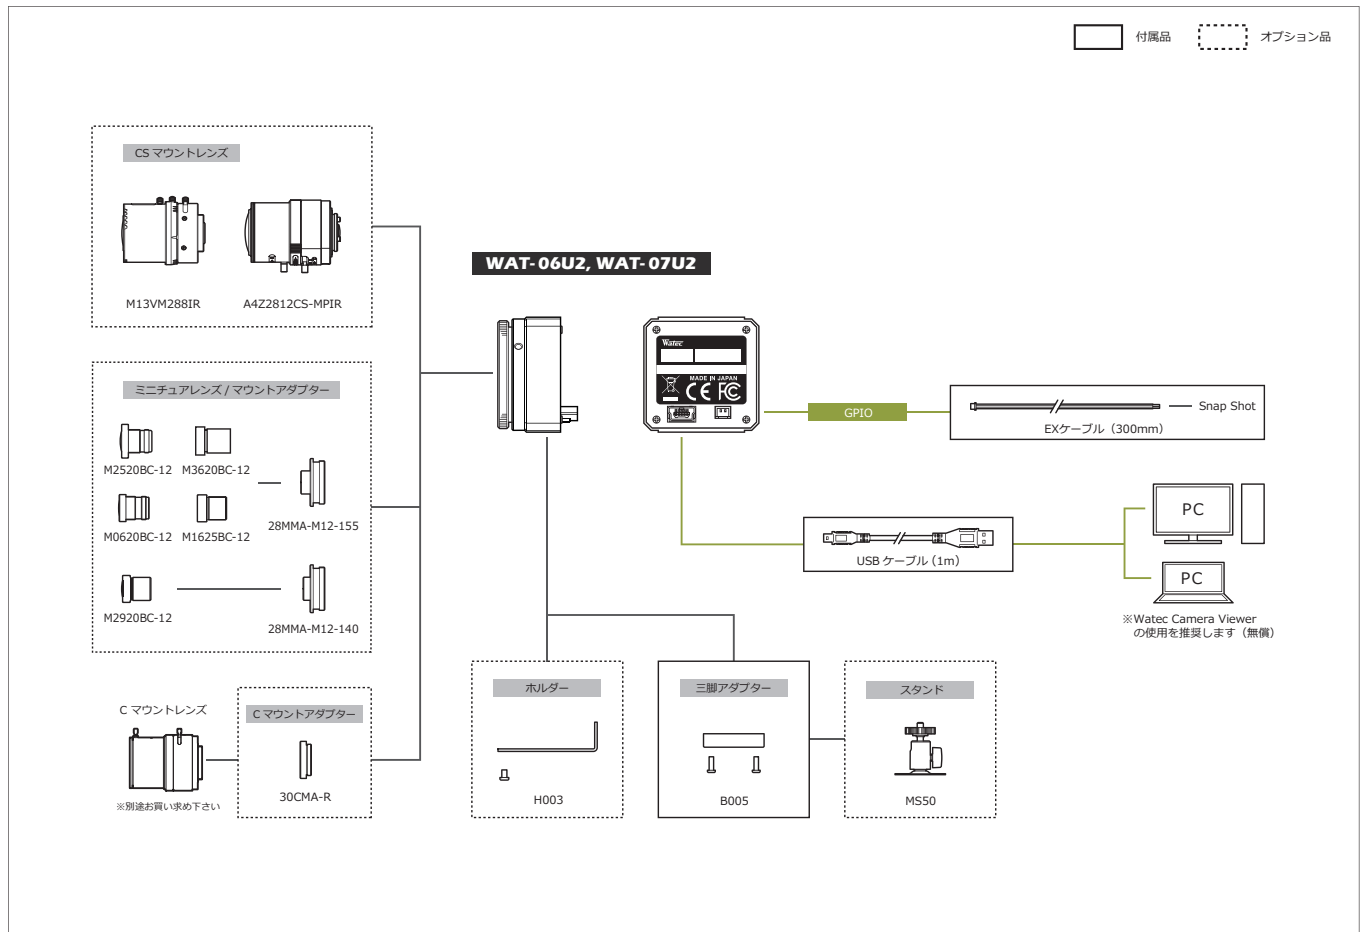 付属品
オプション品
CS マウントレンズ
M13VM288IR
A4Z2812CS-MPIR
WAT-06U2, WAT-07U2
Watec
MADE IN JAPAN
CE FC
GPIO
Snap Shot
EXケーブル（300mm）
ミニチュアレンズ / マウントアダプター
M2520BC-12
M3620BC-12
28MMA-M12-155
M0620BC-12
M1625BC-12
M2920BC-12
28MMA-M12-140
USB ケーブル（1m）
PC
PC
※Watec Camera Viewer
の使用を推奨します（無償）
C マウントレンズ
※別途お買い求め下さい
C マウントアダプター
30CMA-R
ホルダー
H003
三脚アダプター
B005
スタンド
MS50